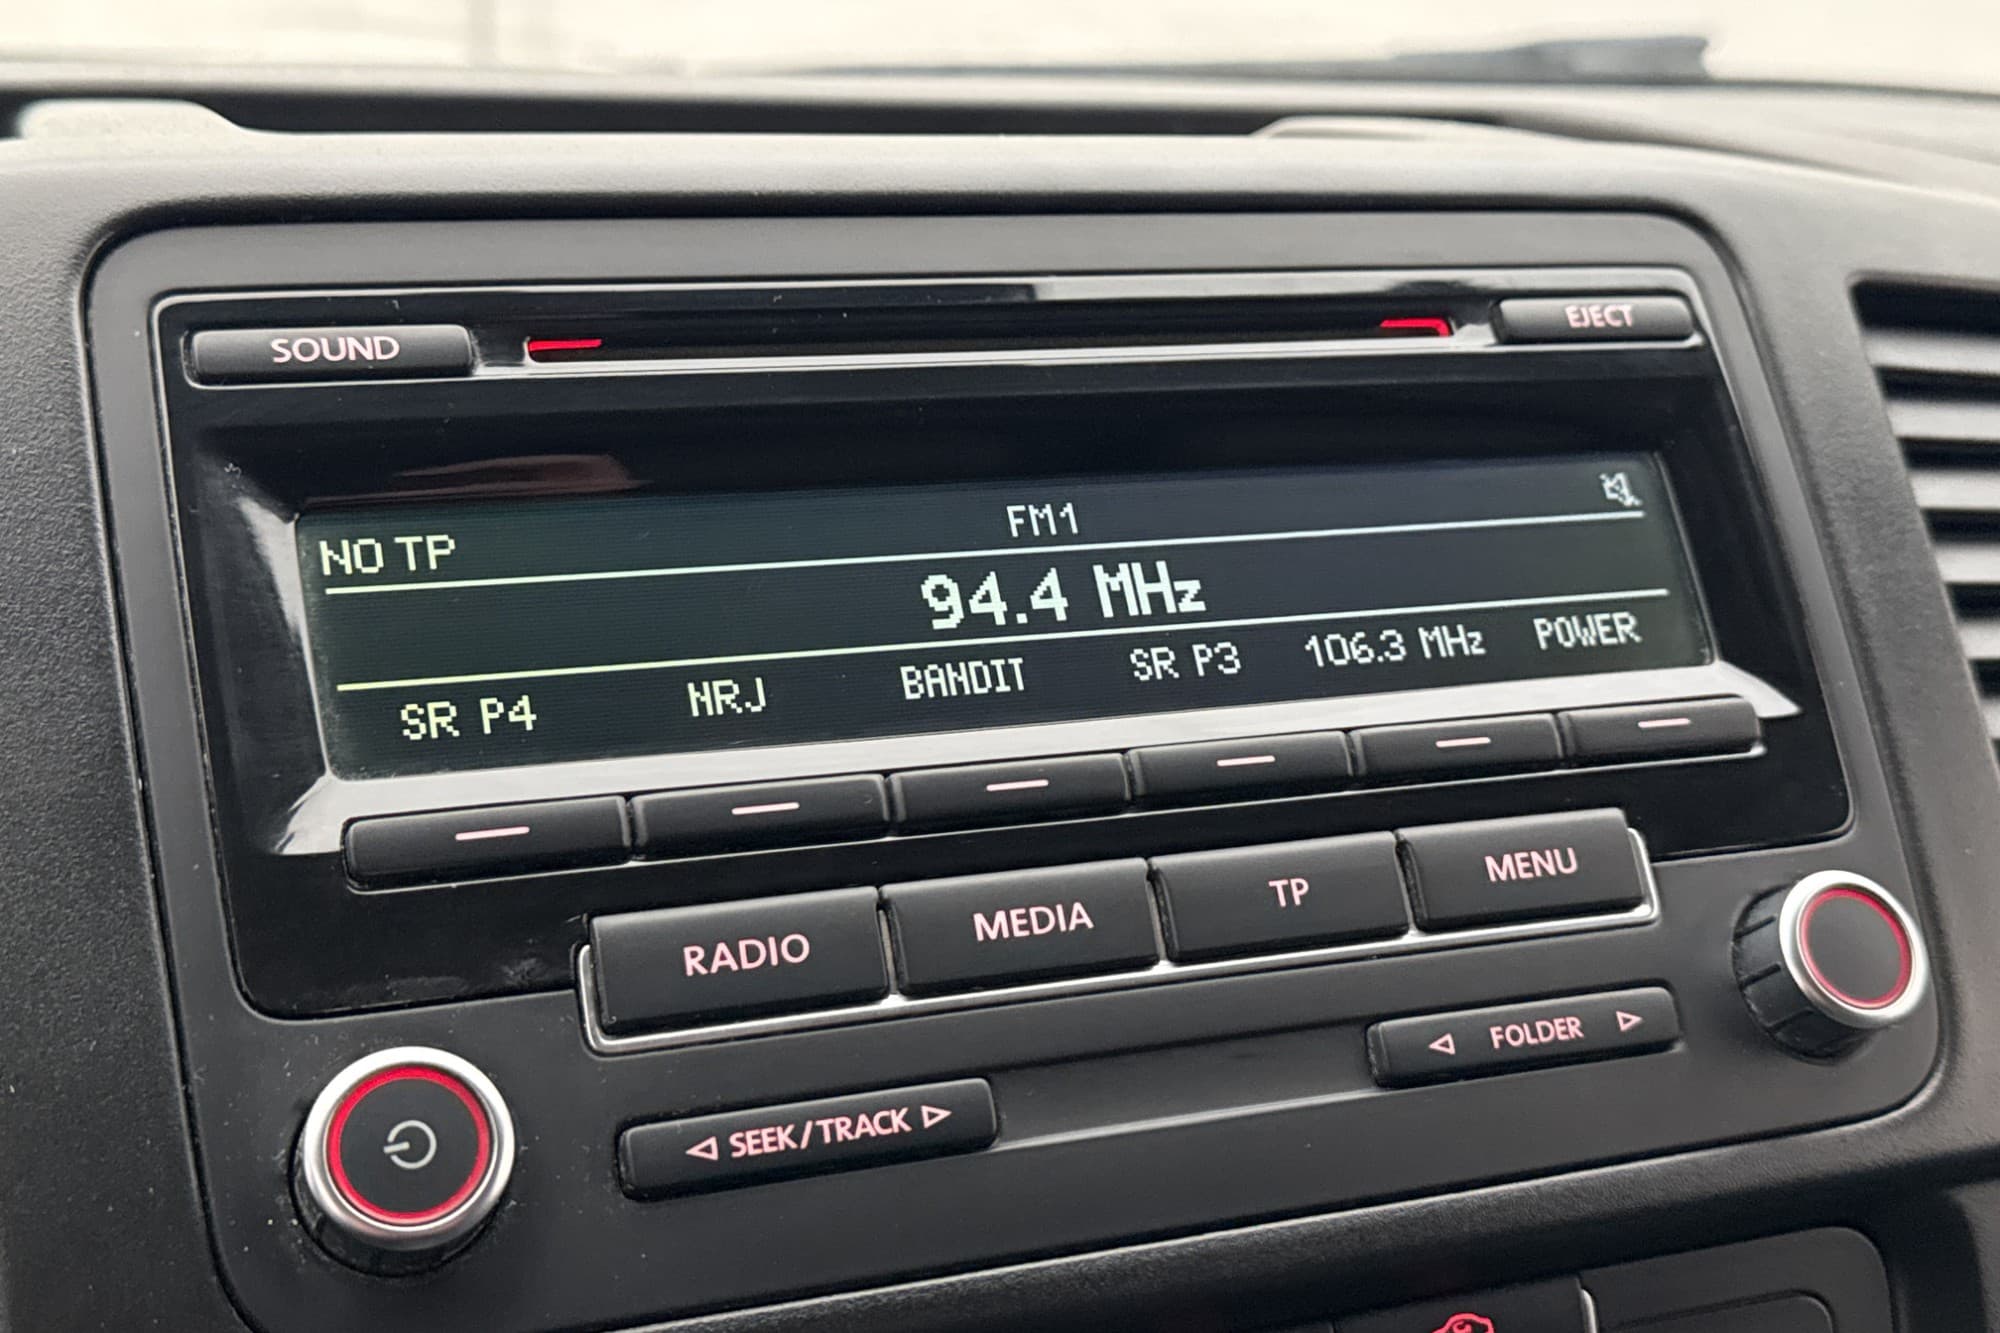 SOUND
EJECT
NO TP
FM1
94.4 MHz
SR P4 NRJ BANDIT SR P3 106.3 MHz POWER
RADIO MEDIA TP MENU
SEEK/TRACK
FOLDER